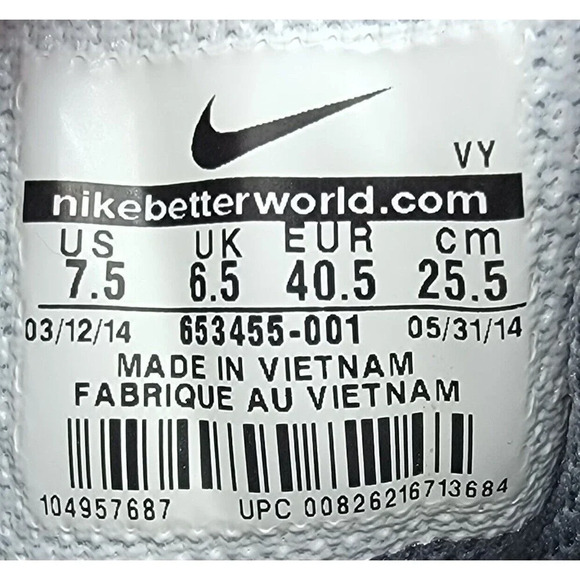 VY
nikebetterworld.com
US UK EUR cm
7.5 6.5 40.5 25.5
03/12/14 653455-001 05/31/14
MADE IN VIETNAM
FABRIQUE AU VIETNAM
104957687 UPC 00826216713684